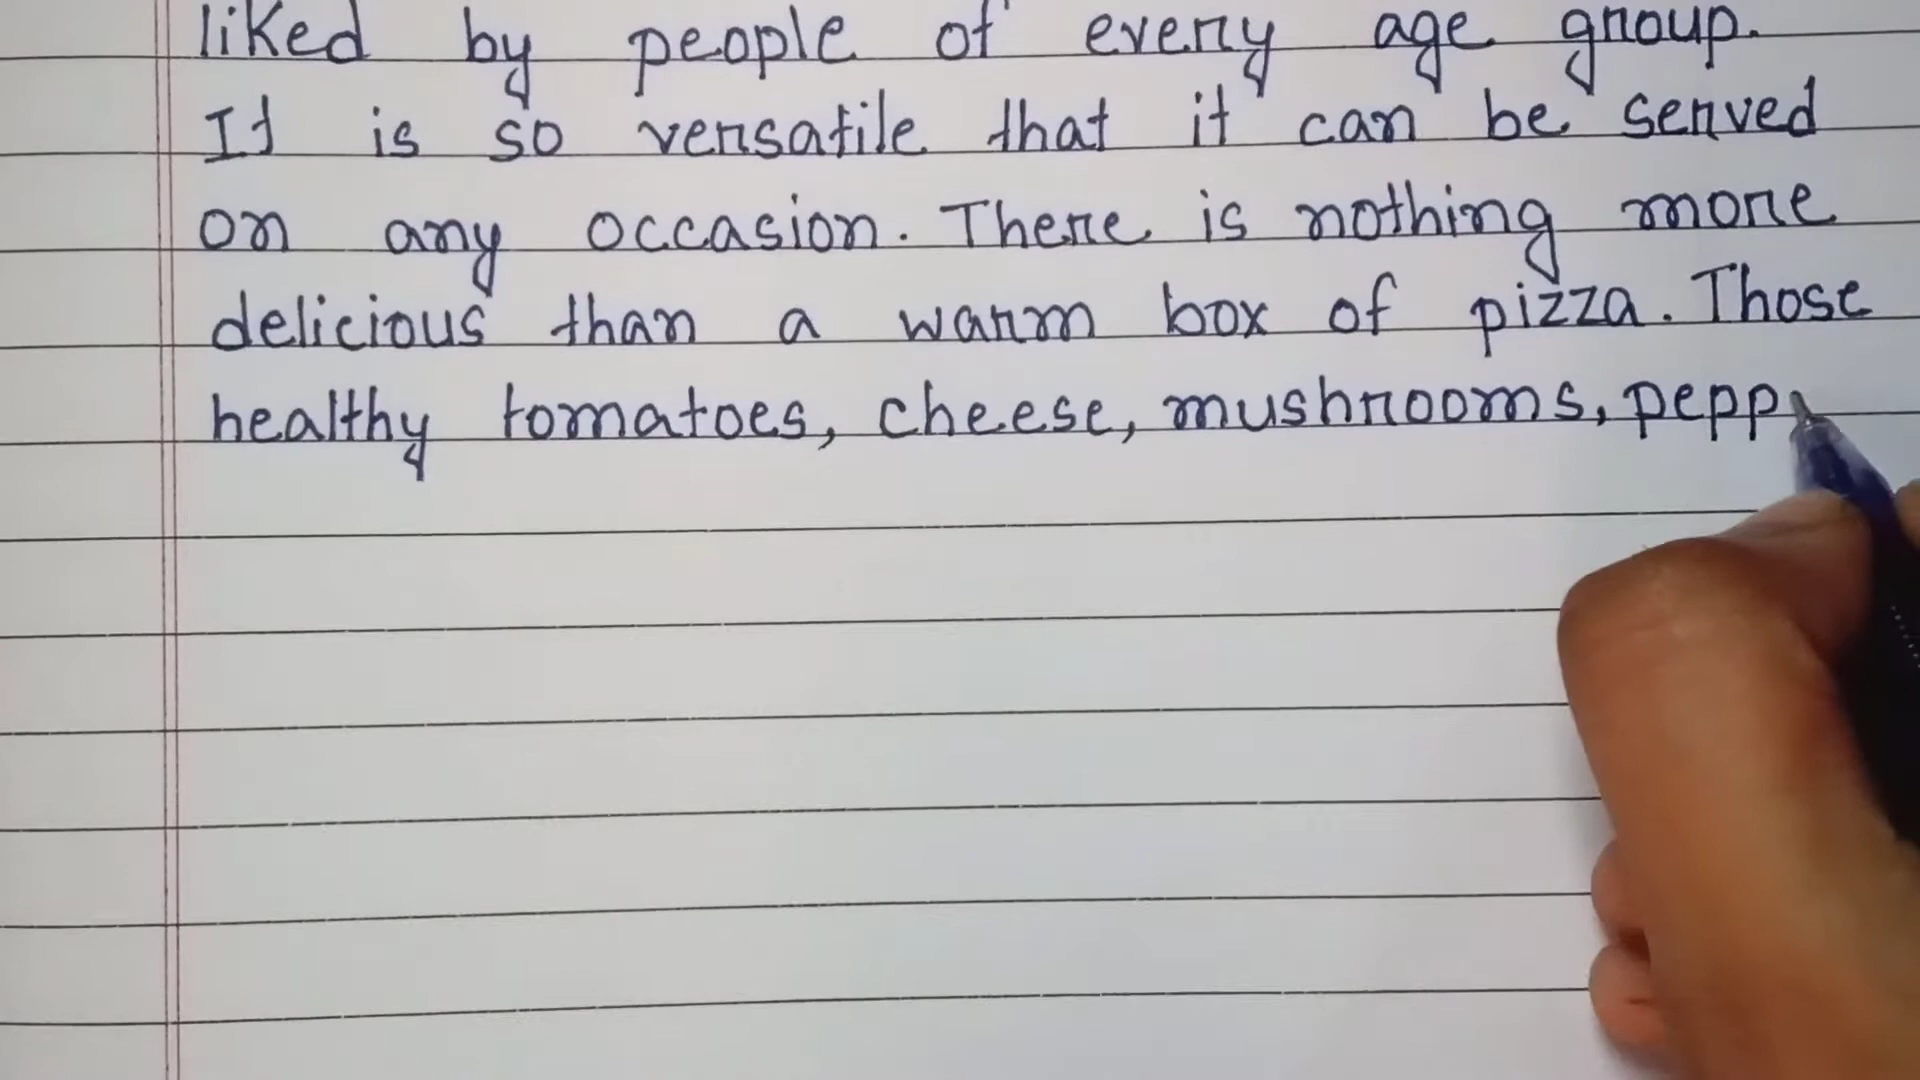 liked by people of every age group.
It is so versatile that it can be served
on any occasion. There is nothing more
delicious than a warm box of pizza. Those
healthy tomatoes, cheese, mushrooms, pepp